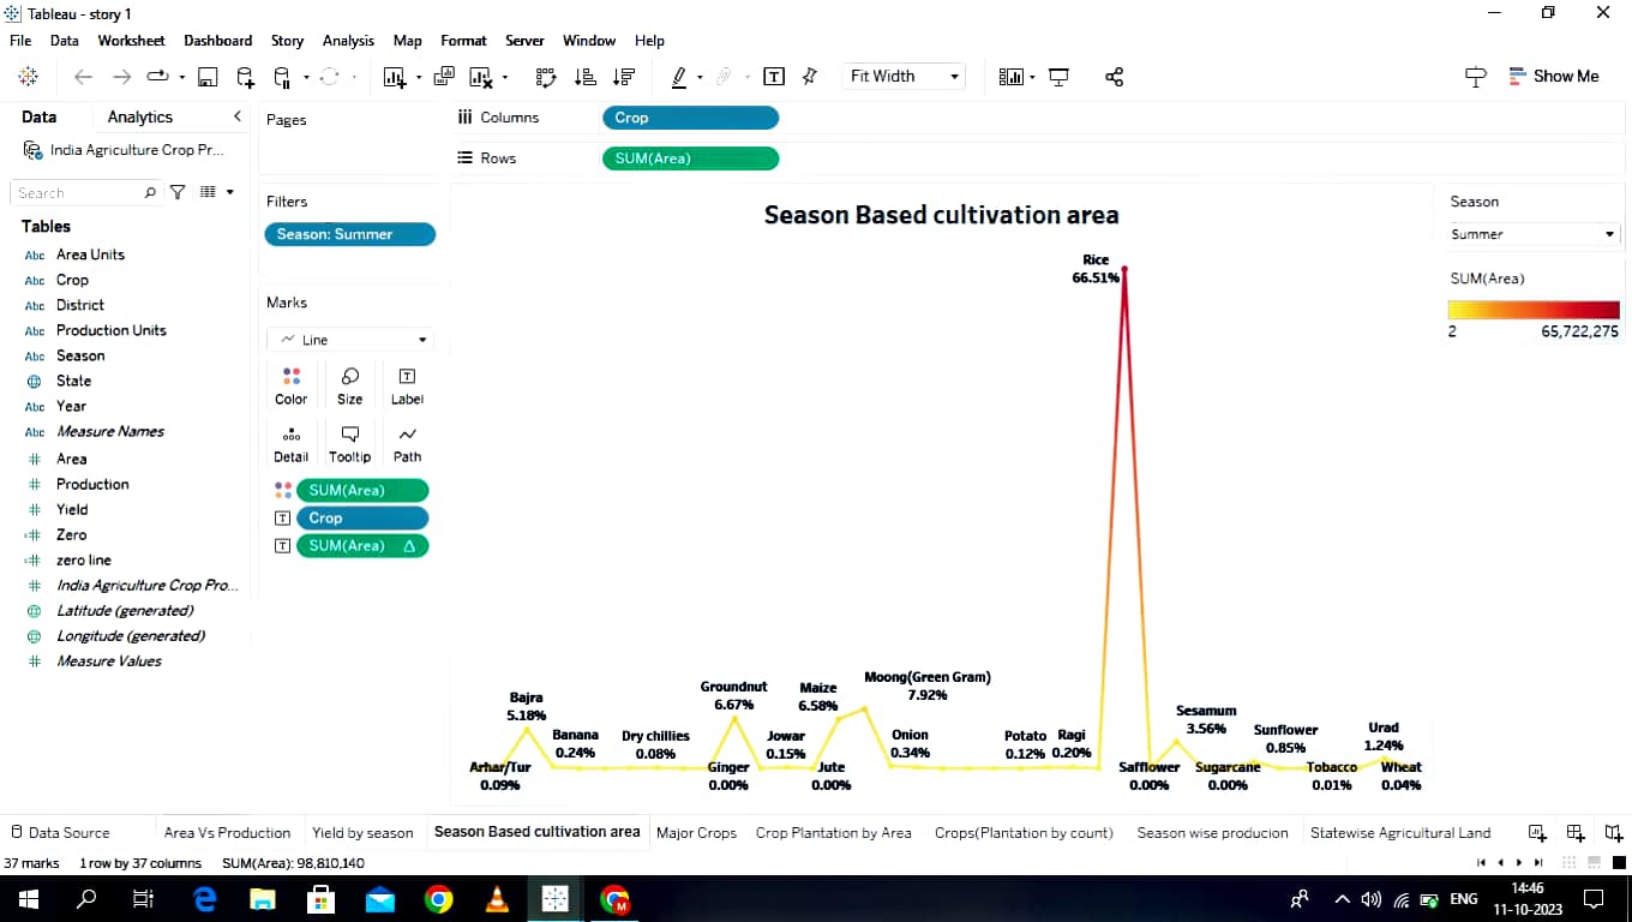 Tableau - story 1
File Data Worksheet Dashboard Story Analysis Map Format Server Window Help
Fit Width
Show Me
Data Analytics
India Agriculture Crop Pr...
Search
Tables
Abc Area Units
Abc Crop
Abc District
Abc Production Units
Abc Season
State
Abc Year
Abc Measure Names
# Area
# Production
# Yield
=# Zero
=# zero line
# India Agriculture Crop Pro...
Latitude (generated)
Longitude (generated)
# Measure Values
Pages
Filters
Season: Summer
Marks
Line
Color Size Label
Detail Tooltip Path
SUM(Area)
Crop
SUM(Area) Δ
Columns Crop
Rows SUM(Area)
Season Based cultivation area
Rice
66.51%
Moong(Green Gram)
7.92%
Groundnut
6.67%
Maize
6.58%
Bajra
5.18%
Sesamum
3.56%
Banana
0.24%
Dry chillies
0.08%
Jowar
0.15%
Onion
0.34%
Potato
0.12%
Ragi
0.20%
Sunflower
0.85%
Urad
1.24%
Arhar/Tur
0.09%
Ginger
0.00%
Jute
0.00%
Safflower
0.00%
Sugarcane
0.00%
Tobacco
0.01%
Wheat
0.04%
Season
Summer
SUM(Area)
2 65,722,275
Data Source Area Vs Production Yield by season Season Based cultivation area Major Crops Crop Plantation by Area Crops(Plantation by count) Season wise producion Statewise Agricultural Land
37 marks 1 row by 37 columns SUM(Area): 98,810,140
M
ENG
14:46
11-10-2023